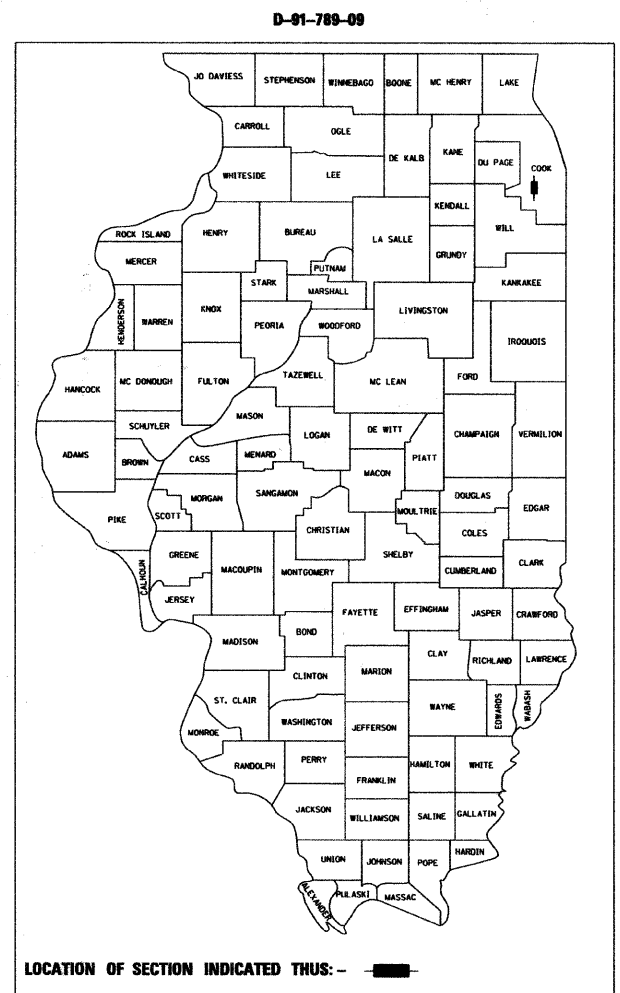 D-91-789-09
JO DAVIESS STEPHENSON WINNEBAGO BOONE MC HENRY LAKE
CARROLL OGLE DE KALB KANE DU PAGE COOK
WHITESIDE LEE
KENDALL
ROCK ISLAND HENRY BUREAU LA SALLE WILL
MERCER PUTNAM GRUNDY
STARK MARSHALL KANKAKEE
HENDERSON WARREN KNOX PEORIA WOODFORD LIVINGSTON IROQUOIS
HANCOCK MC DONOUGH FULTON TAZEWELL MC LEAN FORD
MASON
SCHUYLER LOGAN DE WITT CHAMPAIGN VERMILION
ADAMS BROWN CASS MENARD MACON PIATT
MORGAN SANGAMON DOUGLAS
PIKE SCOTT CHRISTIAN MOULTRIE COLES EDGAR
GREENE SHELBY
CALHOUN MACOUPIN MONTGOMERY CUMBERLAND CLARK
JERSEY FAYETTE EFFINGHAM JASPER CRAWFORD
MADISON BOND
CLAY RICHLAND LAWRENCE
CLINTON MARION
ST. CLAIR WAYNE EDWARDS WABASH
WASHINGTON JEFFERSON
MONROE
RANDOLPH PERRY HAMILTON WHITE
FRANKLIN
JACKSON WILLIAMSON SALINE GALLATIN
UNION JOHNSON POPE HARDIN
ALEXANDER PULASKI MASSAC
LOCATION OF SECTION INDICATED THUS: -